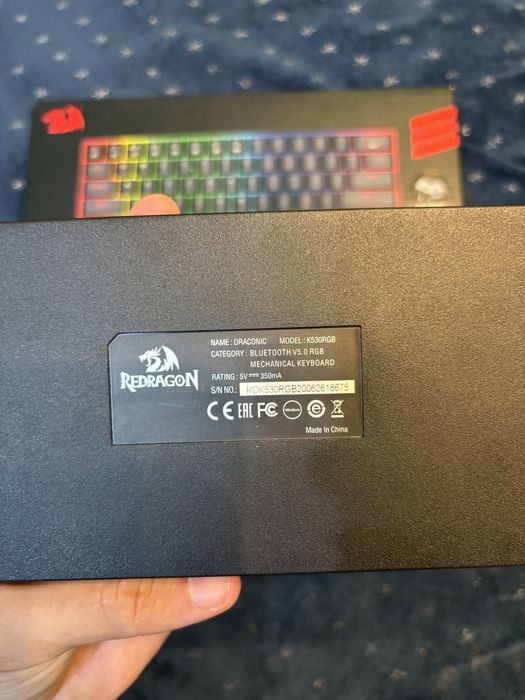 REDRAGON
NAME : DRACONIC MODEL : K530RGB
CATEGORY : BLUETOOTH V5.0 RGB
MECHANICAL KEYBOARD
RATING : 5V 350mA
S/N NO.: RDK530RGB20062618675
CE EAC FC
Made in China